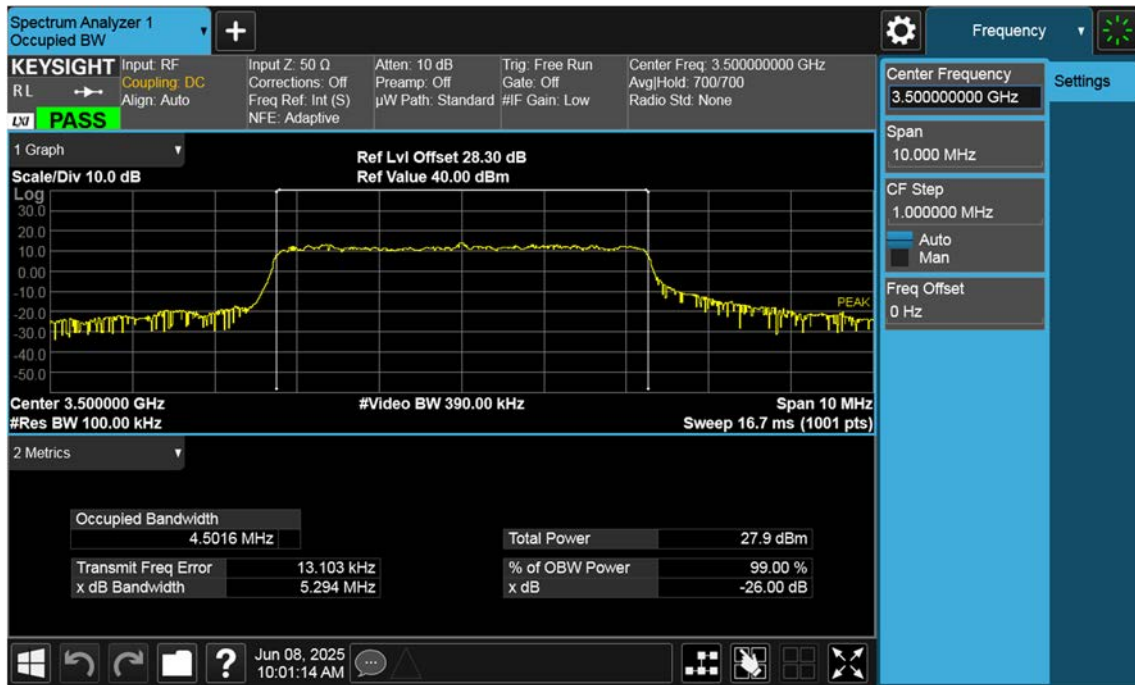 Spectrum Analyzer 1
Occupied BW
Frequency
KEYSIGHT
RL
LXI PASS
Input: RF
Coupling: DC
Align: Auto
Input Z: 50 Ω
Corrections: Off
Freq Ref: Int (S)
NFE: Adaptive
Atten: 10 dB
Preamp: Off
µW Path: Standard
Trig: Free Run
Gate: Off
#IF Gain: Low
Center Freq: 3.500000000 GHz
Avg|Hold: 700/700
Radio Std: None
1 Graph
Scale/Div 10.0 dB
Ref Lvl Offset 28.30 dB
Ref Value 40.00 dBm
Log
30.0
20.0
10.0
0.00
-10.0
-20.0
-30.0
-40.0
-50.0
PEAK
Center 3.500000 GHz
#Video BW 390.00 kHz
Span 10 MHz
#Res BW 100.00 kHz
Sweep 16.7 ms (1001 pts)
2 Metrics
Occupied Bandwidth
4.5016 MHz
Total Power 27.9 dBm
Transmit Freq Error 13.103 kHz
% of OBW Power 99.00 %
x dB Bandwidth 5.294 MHz
x dB -26.00 dB
?
Jun 08, 2025
10:01:14 AM
Center Frequency
3.500000000 GHz
Settings
Span
10.000 MHz
CF Step
1.000000 MHz
Auto
Man
Freq Offset
0 Hz